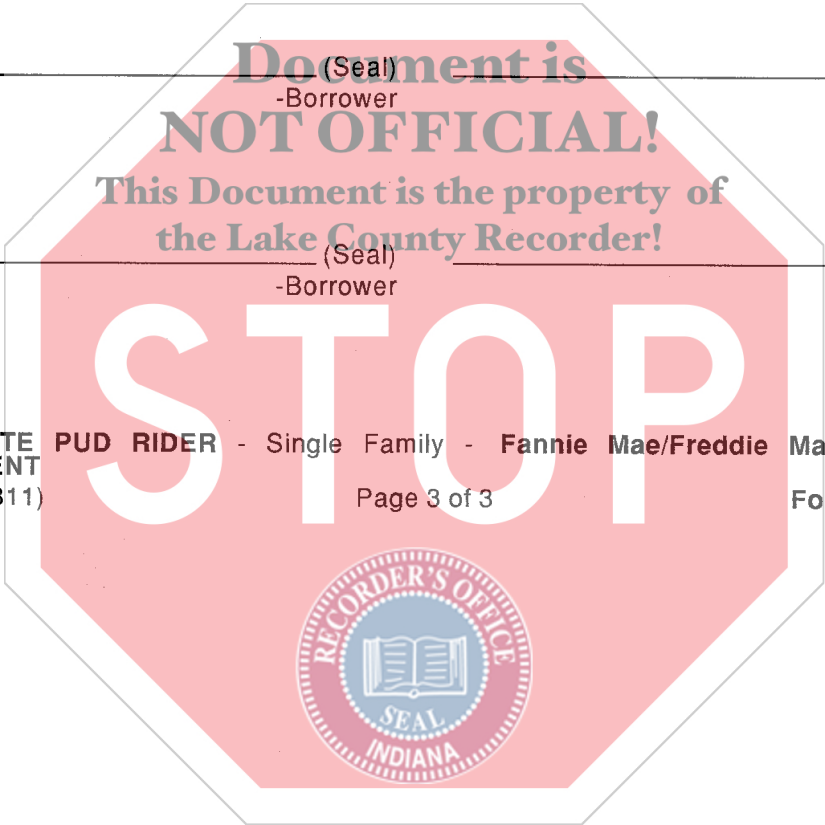 Document is
(Seal)
-Borrower
NOT OFFICIAL!
This Document is the property of
the Lake County Recorder!
(Seal)
-Borrower
STOP
TE PUD RIDER - Single Family - Fannie Mae/Freddie Ma
ENT
311) Page 3 of 3 Fo
RECORDER'S OFFICE
SEAL
INDIANA